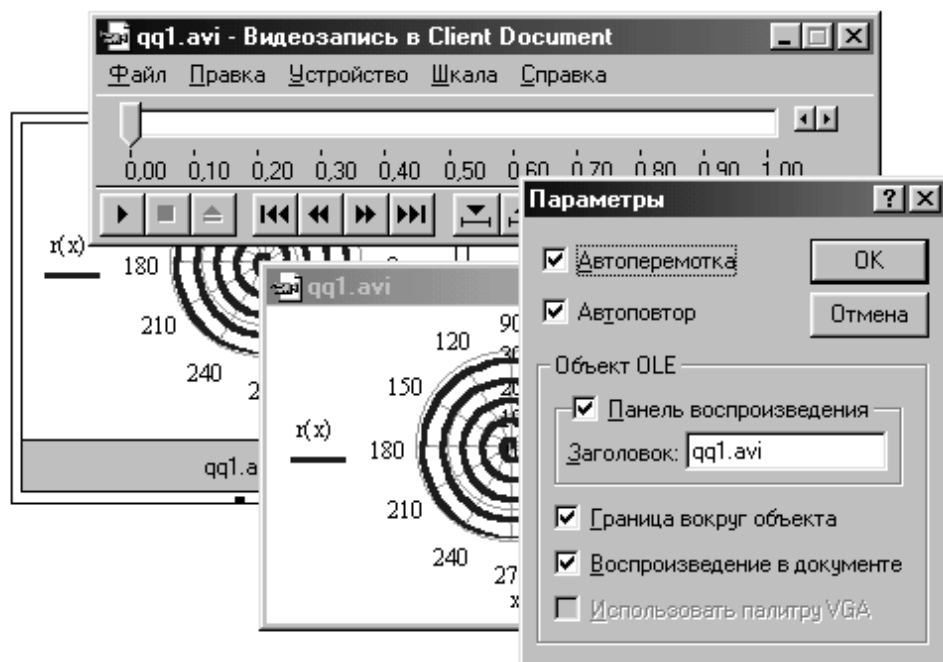 qq1.avi - Видеозапись в Client Document
Файл Правка Устройство Шкала Справка
0,00 0,10 0,20 0,30 0,40 0,50 0,60 0,70 0,80 0,90 1,00
r(x)
180
210
240
qq1.a
qq1.avi
90
120
150
r(x)
180
210
240
27
x
Параметры
Автоперемотка
OK
Автоповтор
Отмена
Объект OLE
Панель воспроизведения
Заголовок: qq1.avi
Граница вокруг объекта
Воспроизведение в документе
Использовать палитру VGA